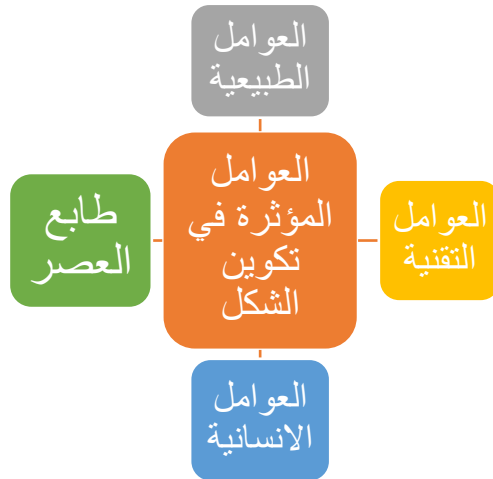 العوامل
الطبيعية
العوامل
المؤثرة في
تكوين
الشكل
العوامل
التقنية
طابع
العصر
العوامل
الانسانية